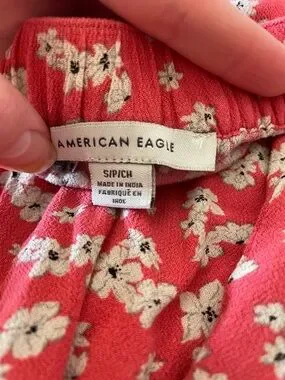 AMERICAN EAGLE
S/P/CH
MADE IN INDIA
FABRIQUÉ EN
INDE